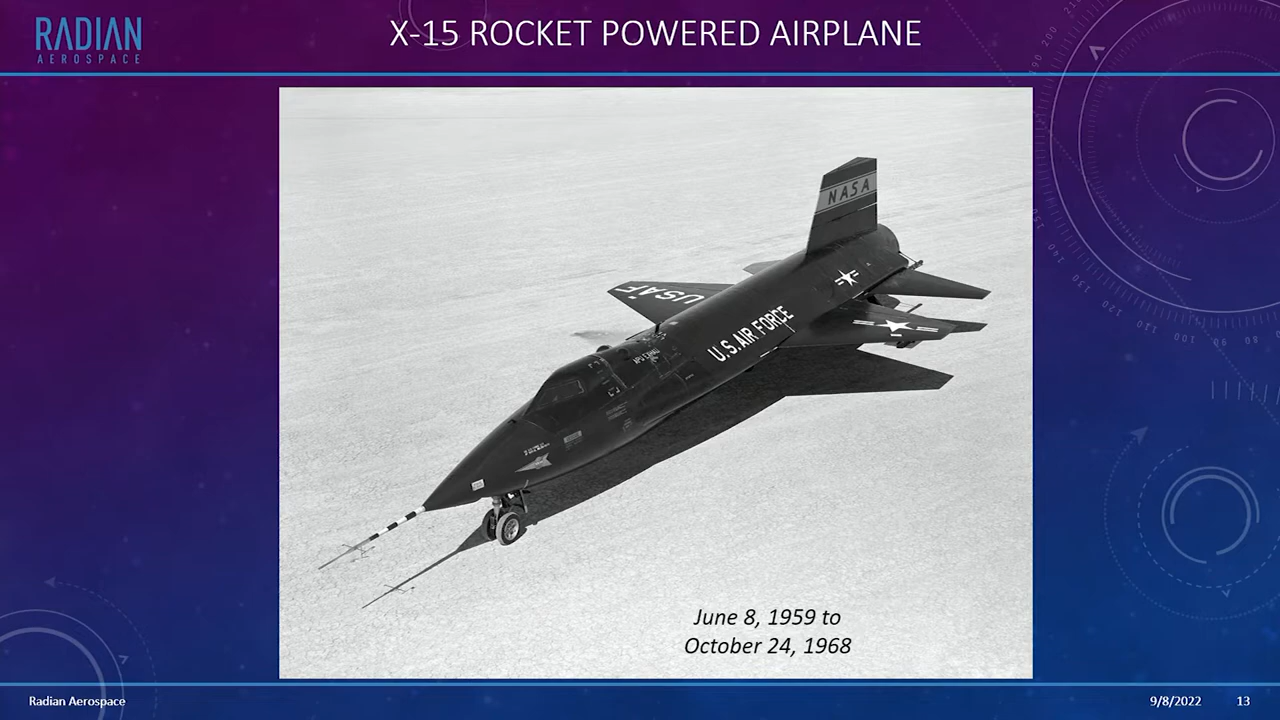 RADIAN
AEROSPACE
X-15 ROCKET POWERED AIRPLANE
NASA
USAF
U.S. AIR FORCE
June 8, 1959 to
October 24, 1968
Radian Aerospace
9/8/2022
13